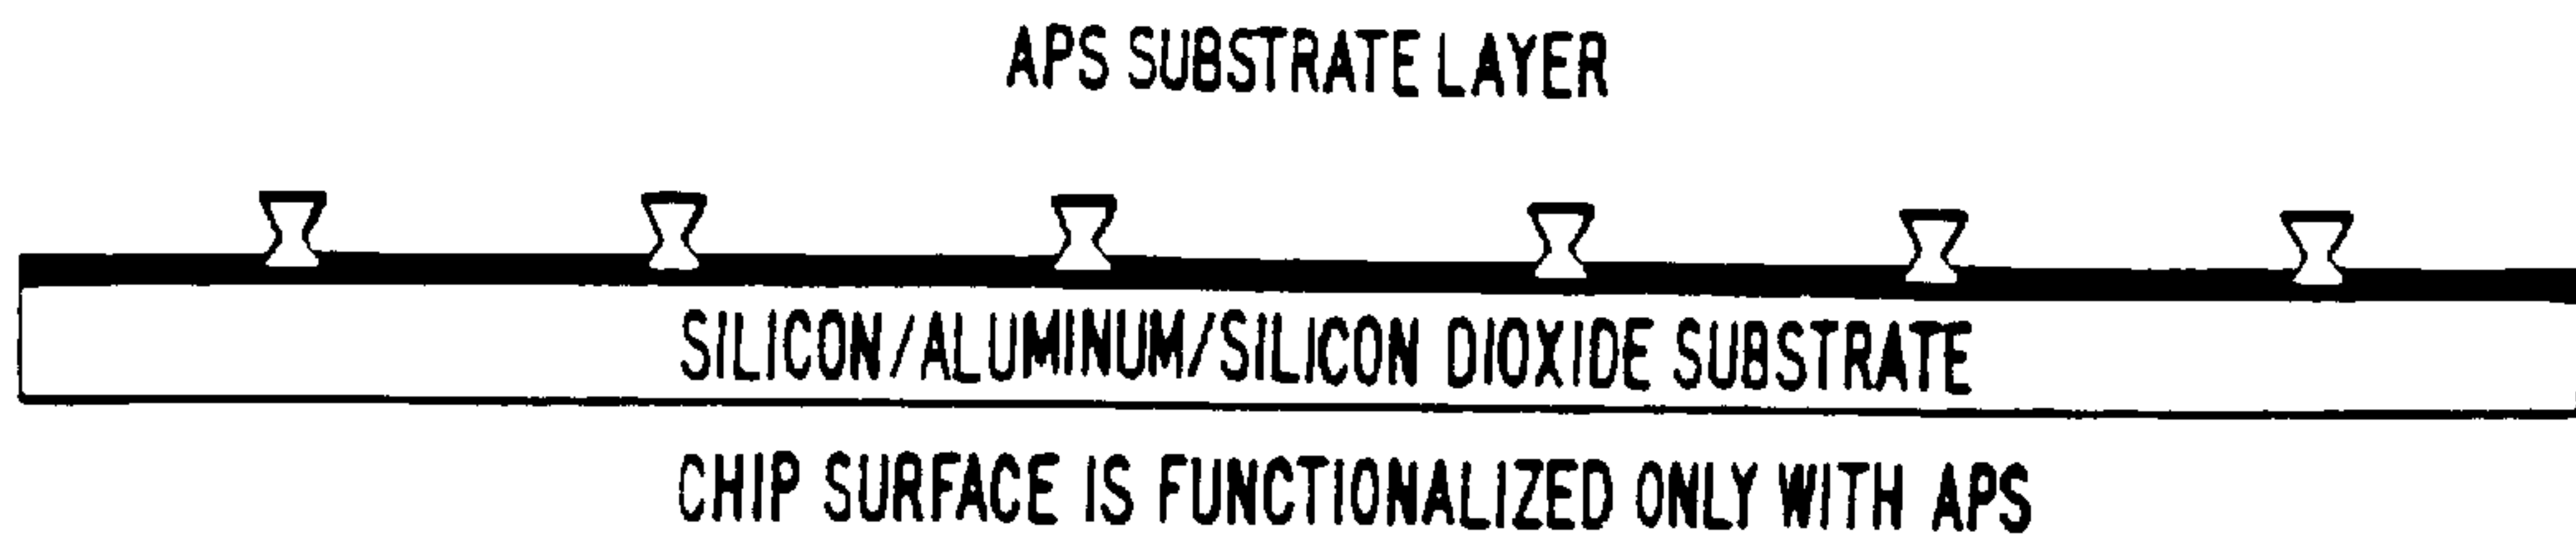 APS SUBSTRATE LAYER
SILICON/ALUMINUM/SILICON DIOXIDE SUBSTRATE
CHIP SURFACE IS FUNCTIONALIZED ONLY WITH APS